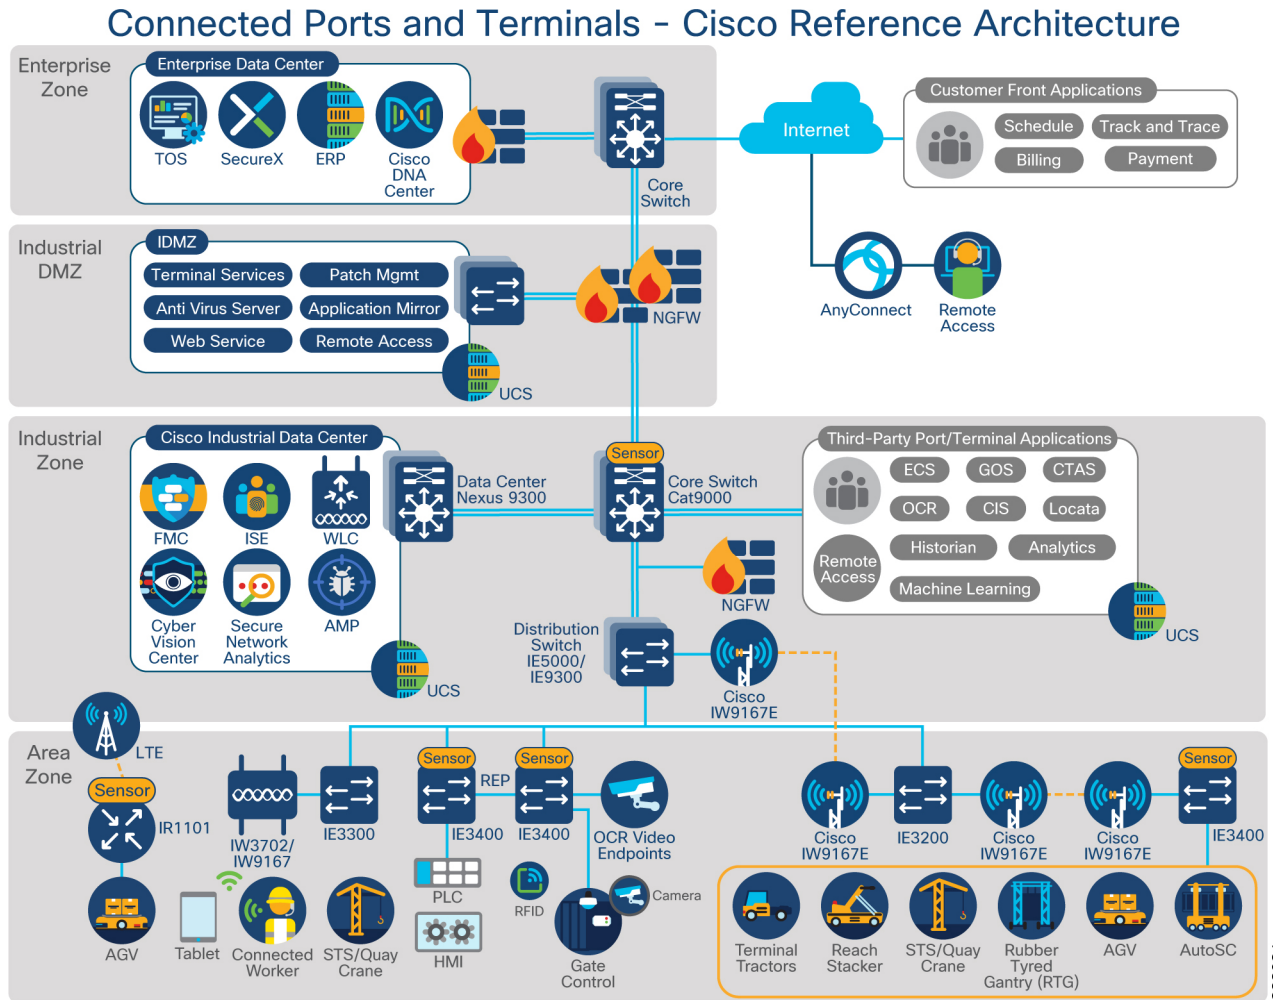 Connected Ports and Terminals - Cisco Reference Architecture
Enterprise
Zone
Enterprise Data Center
TOS
SecureX
ERP
Cisco
DNA
Center
Core
Switch
Internet
Customer Front Applications
Schedule
Track and Trace
Billing
Payment
AnyConnect
Remote
Access
Industrial
DMZ
IDMZ
Terminal Services
Patch Mgmt
Anti Virus Server
Application Mirror
Web Service
Remote Access
UCS
NGFW
Industrial
Zone
Cisco Industrial Data Center
FMC
ISE
WLC
Cyber
Vision
Center
Secure
Network
Analytics
AMP
UCS
Data Center
Nexus 9300
Sensor
Core Switch
Cat9000
NGFW
Third-Party Port/Terminal Applications
ECS
GOS
CTAS
OCR
CIS
Locata
Remote
Access
Historian
Analytics
Machine Learning
UCS
Distribution
Switch
IE5000/
IE9300
Cisco
IW9167E
Area
Zone
LTE
Sensor
IR1101
AGV
IW3702/
IW9167
IE3300
Sensor
IE3400
REP
Sensor
IE3400
OCR Video
Endpoints
Tablet
Connected
Worker
STS/Quay
Crane
PLC
HMI
RFID
Camera
Gate
Control
Cisco
IW9167E
IE3200
Cisco
IW9167E
Cisco
IW9167E
Sensor
IE3400
Terminal
Tractors
Reach
Stacker
STS/Quay
Crane
Rubber
Tyred
Gantry (RTG)
AGV
AutoSC